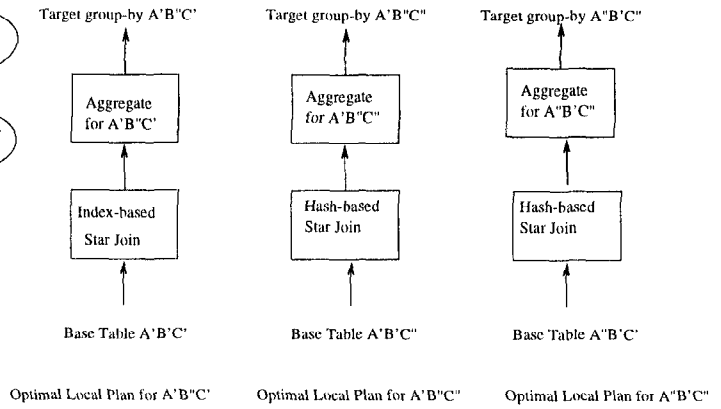 Target group-by A'B"C'
Aggregate
for A'B"C'
Index-based
Star Join
Base Table A'B'C'
Optimal Local Plan for A'B"C'
Target group-by A'B"C"
Aggregate
for A'B"C"
Hash-based
Star Join
Base Table A'B'C"
Optimal Local Plan for A'B"C"
Target group-by A"B'C"
Aggregate
for A"B'C"
Hash-based
Star Join
Base Table A"B'C'
Optimal Local Plan for A"B'C"